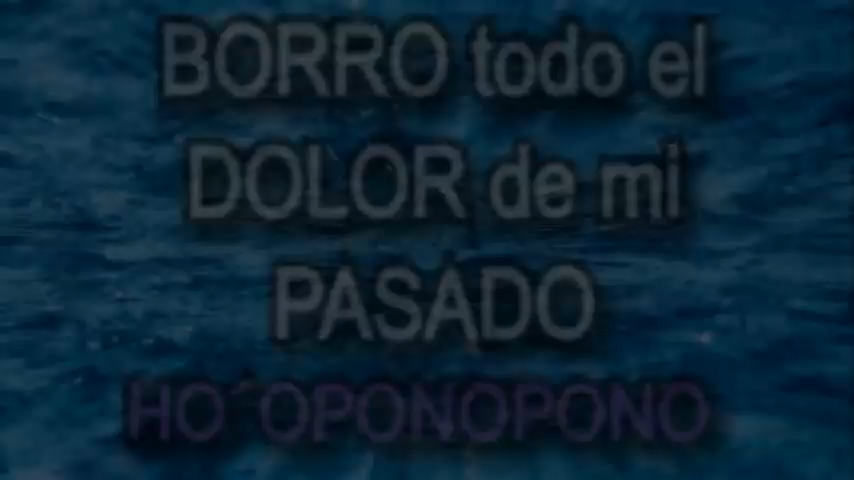 BORRO todo el
DOLOR de mi
PASADO
HO´OPONOPONO